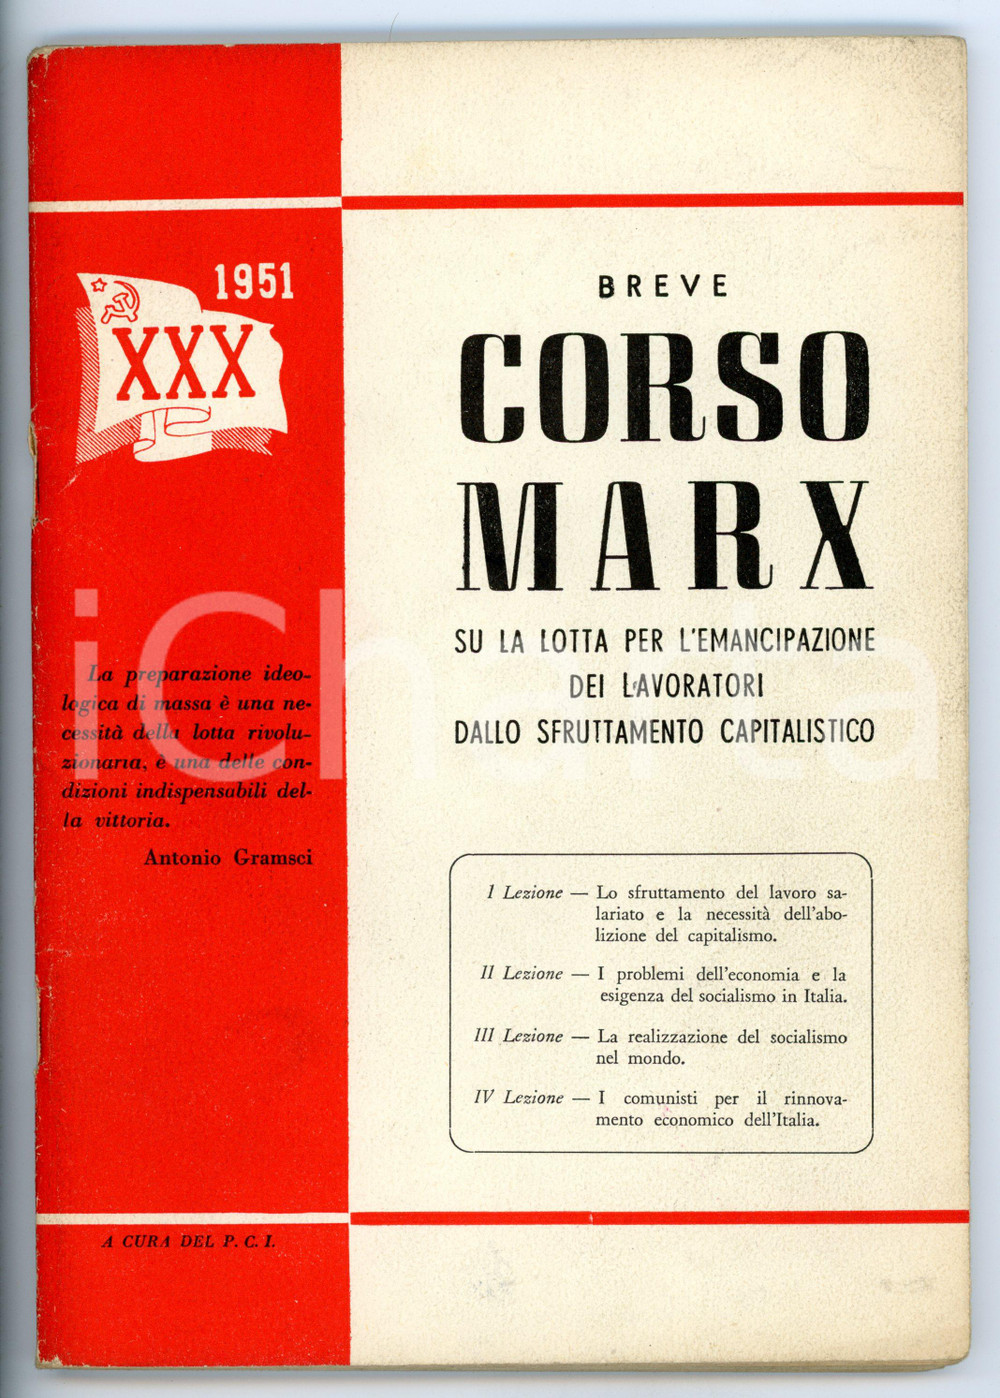 1951
XXX
BREVE
CORSO
MARX
SU LA LOTTA PER L'EMANCIPAZIONE
DEI LAVORATORI
DALLO SFRUTTAMENTO CAPITALISTICO
La preparazione ideo-
logica di massa è una ne-
cessità della lotta rivolu-
zionaria, è una delle con-
dizioni indispensabili del-
la vittoria.
Antonio Gramsci
I Lezione — Lo sfruttamento del lavoro sa-
lariato e la necessità dell'abo-
lizione del capitalismo.
II Lezione — I problemi dell'economia e la
esigenza del socialismo in Italia.
III Lezione — La realizzazione del socialismo
nel mondo.
IV Lezione — I comunisti per il rinnova-
mento economico dell'Italia.
A CURA DEL P. C. I.
iCharta